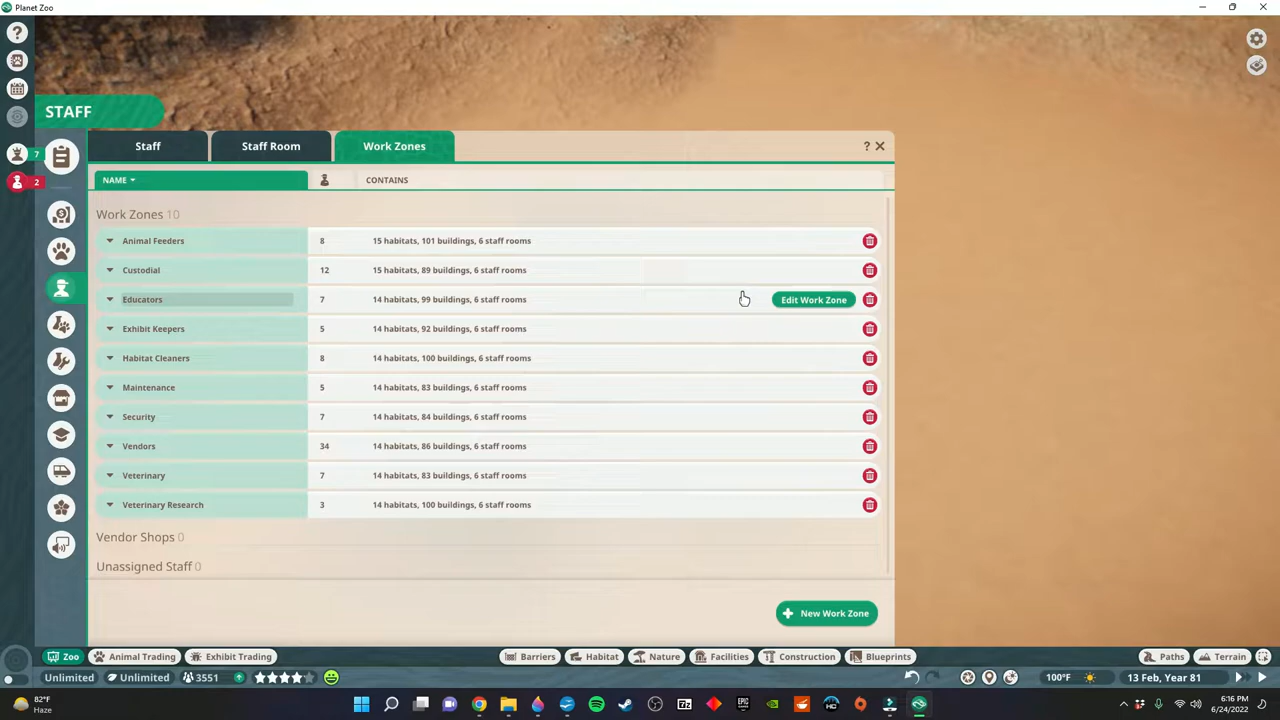 Planet Zoo
STAFF
7
2
Staff
Staff Room
Work Zones
?
NAME
CONTAINS
Work Zones 10
Animal Feeders 8 15 habitats, 101 buildings, 6 staff rooms
Custodial 12 15 habitats, 89 buildings, 6 staff rooms
Educators 7 14 habitats, 99 buildings, 6 staff rooms Edit Work Zone
Exhibit Keepers 5 14 habitats, 92 buildings, 6 staff rooms
Habitat Cleaners 8 14 habitats, 100 buildings, 6 staff rooms
Maintenance 5 14 habitats, 83 buildings, 6 staff rooms
Security 7 14 habitats, 84 buildings, 6 staff rooms
Vendors 34 14 habitats, 86 buildings, 6 staff rooms
Veterinary 7 14 habitats, 83 buildings, 6 staff rooms
Veterinary Research 3 14 habitats, 100 buildings, 6 staff rooms
Vendor Shops 0
Unassigned Staff 0
+ New Work Zone
Zoo Animal Trading Exhibit Trading Barriers Habitat Nature Facilities Construction Blueprints Paths Terrain
Unlimited Unlimited 3551 100°F 13 Feb, Year 81
82°F
Haze
6:16 PM
6/24/2022